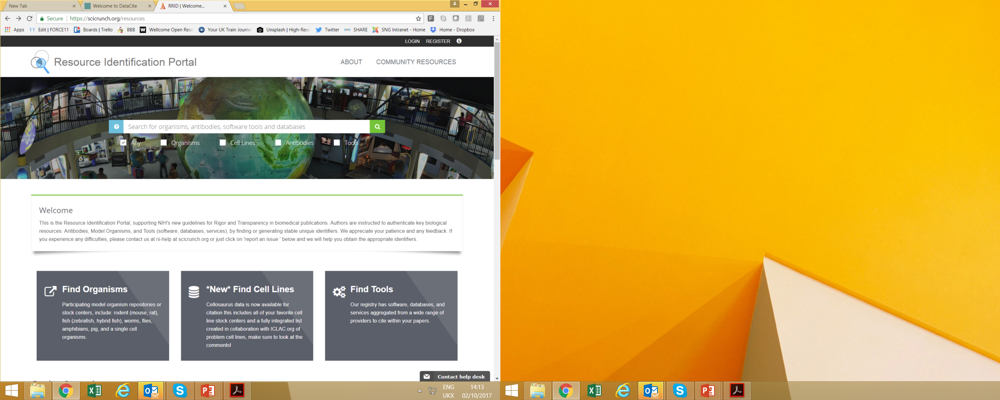 New Tab
Welcome to DataCite
RRID | Welcome...
Secure
https://scicrunch.org/resources
Apps
Edit | FORCE11
Boards | Trello
BBB
Wellcome Open Rese
Your UK Train Journe
Unsplash | High-Reso
Twitter
SHARE
SNG Intranet - Home
Home - Dropbox
LOGIN REGISTER
Resource Identification Portal
ABOUT COMMUNITY RESOURCES
Search for organisms, antibodies, software tools and databases
Any Organisms Cell Lines Antibodies Tools
Welcome
This is the Resource Identification Portal, supporting NIH's new guidelines for Rigor and Transparency in biomedical publications. Authors are instructed to authenticate key biological
resources: Antibodies, Model Organisms, and Tools (software, databases, services), by finding or generating stable unique identifiers. We appreciate your patience and any feedback. If
you experience any difficulties, please contact us at rii-help at scicrunch.org or just click on 'report an issue ' below and we will help you obtain the appropriate identifiers.
Find Organisms
Participating model organism repositories or
stock centers, include: rodent (mouse, rat),
fish (zebrafish, hybrid fish), worms, flies,
amphibians, pig, and a single cell
organisms.
*New* Find Cell Lines
Cellosaurus data is now available for
citation this includes all of your favorite cell
line stock centers and a fully integrated list
created in collaboration with ICLAC.org of
problem cell lines, make sure to look at the
comments!
Find Tools
Our registry has software, databases, and
services aggregated from a wide range of
providers to cite within your papers.
Contact help desk
ENG
UKX
14:13
02/10/2017